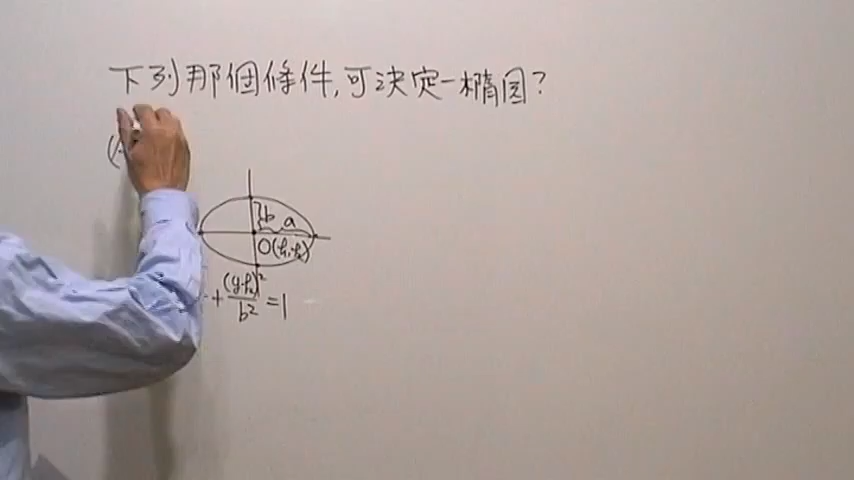 下列那個條件,可決定一橢圓?
(
b a
O(h,k)
+ (y-k)²/b² = 1